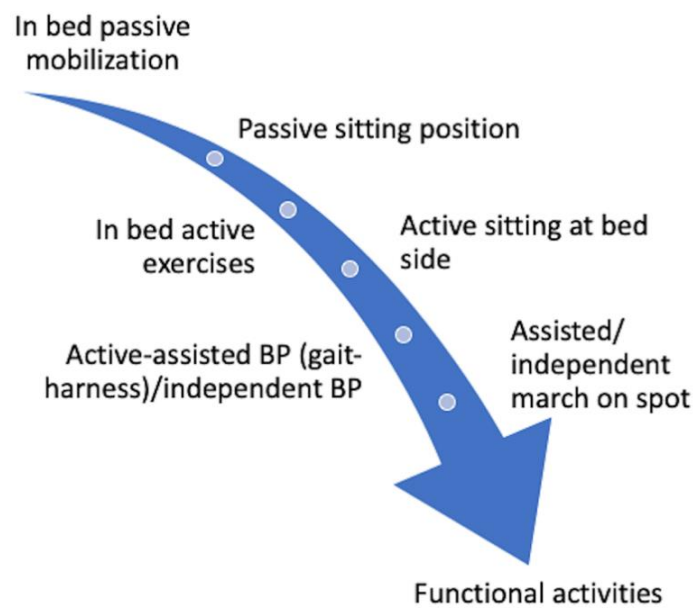 In bed passive
mobilization
Passive sitting position
In bed active
exercises
Active sitting at bed
side
Active-assisted BP (gait-
harness)/independent BP
Assisted/
independent
march on spot
Functional activities